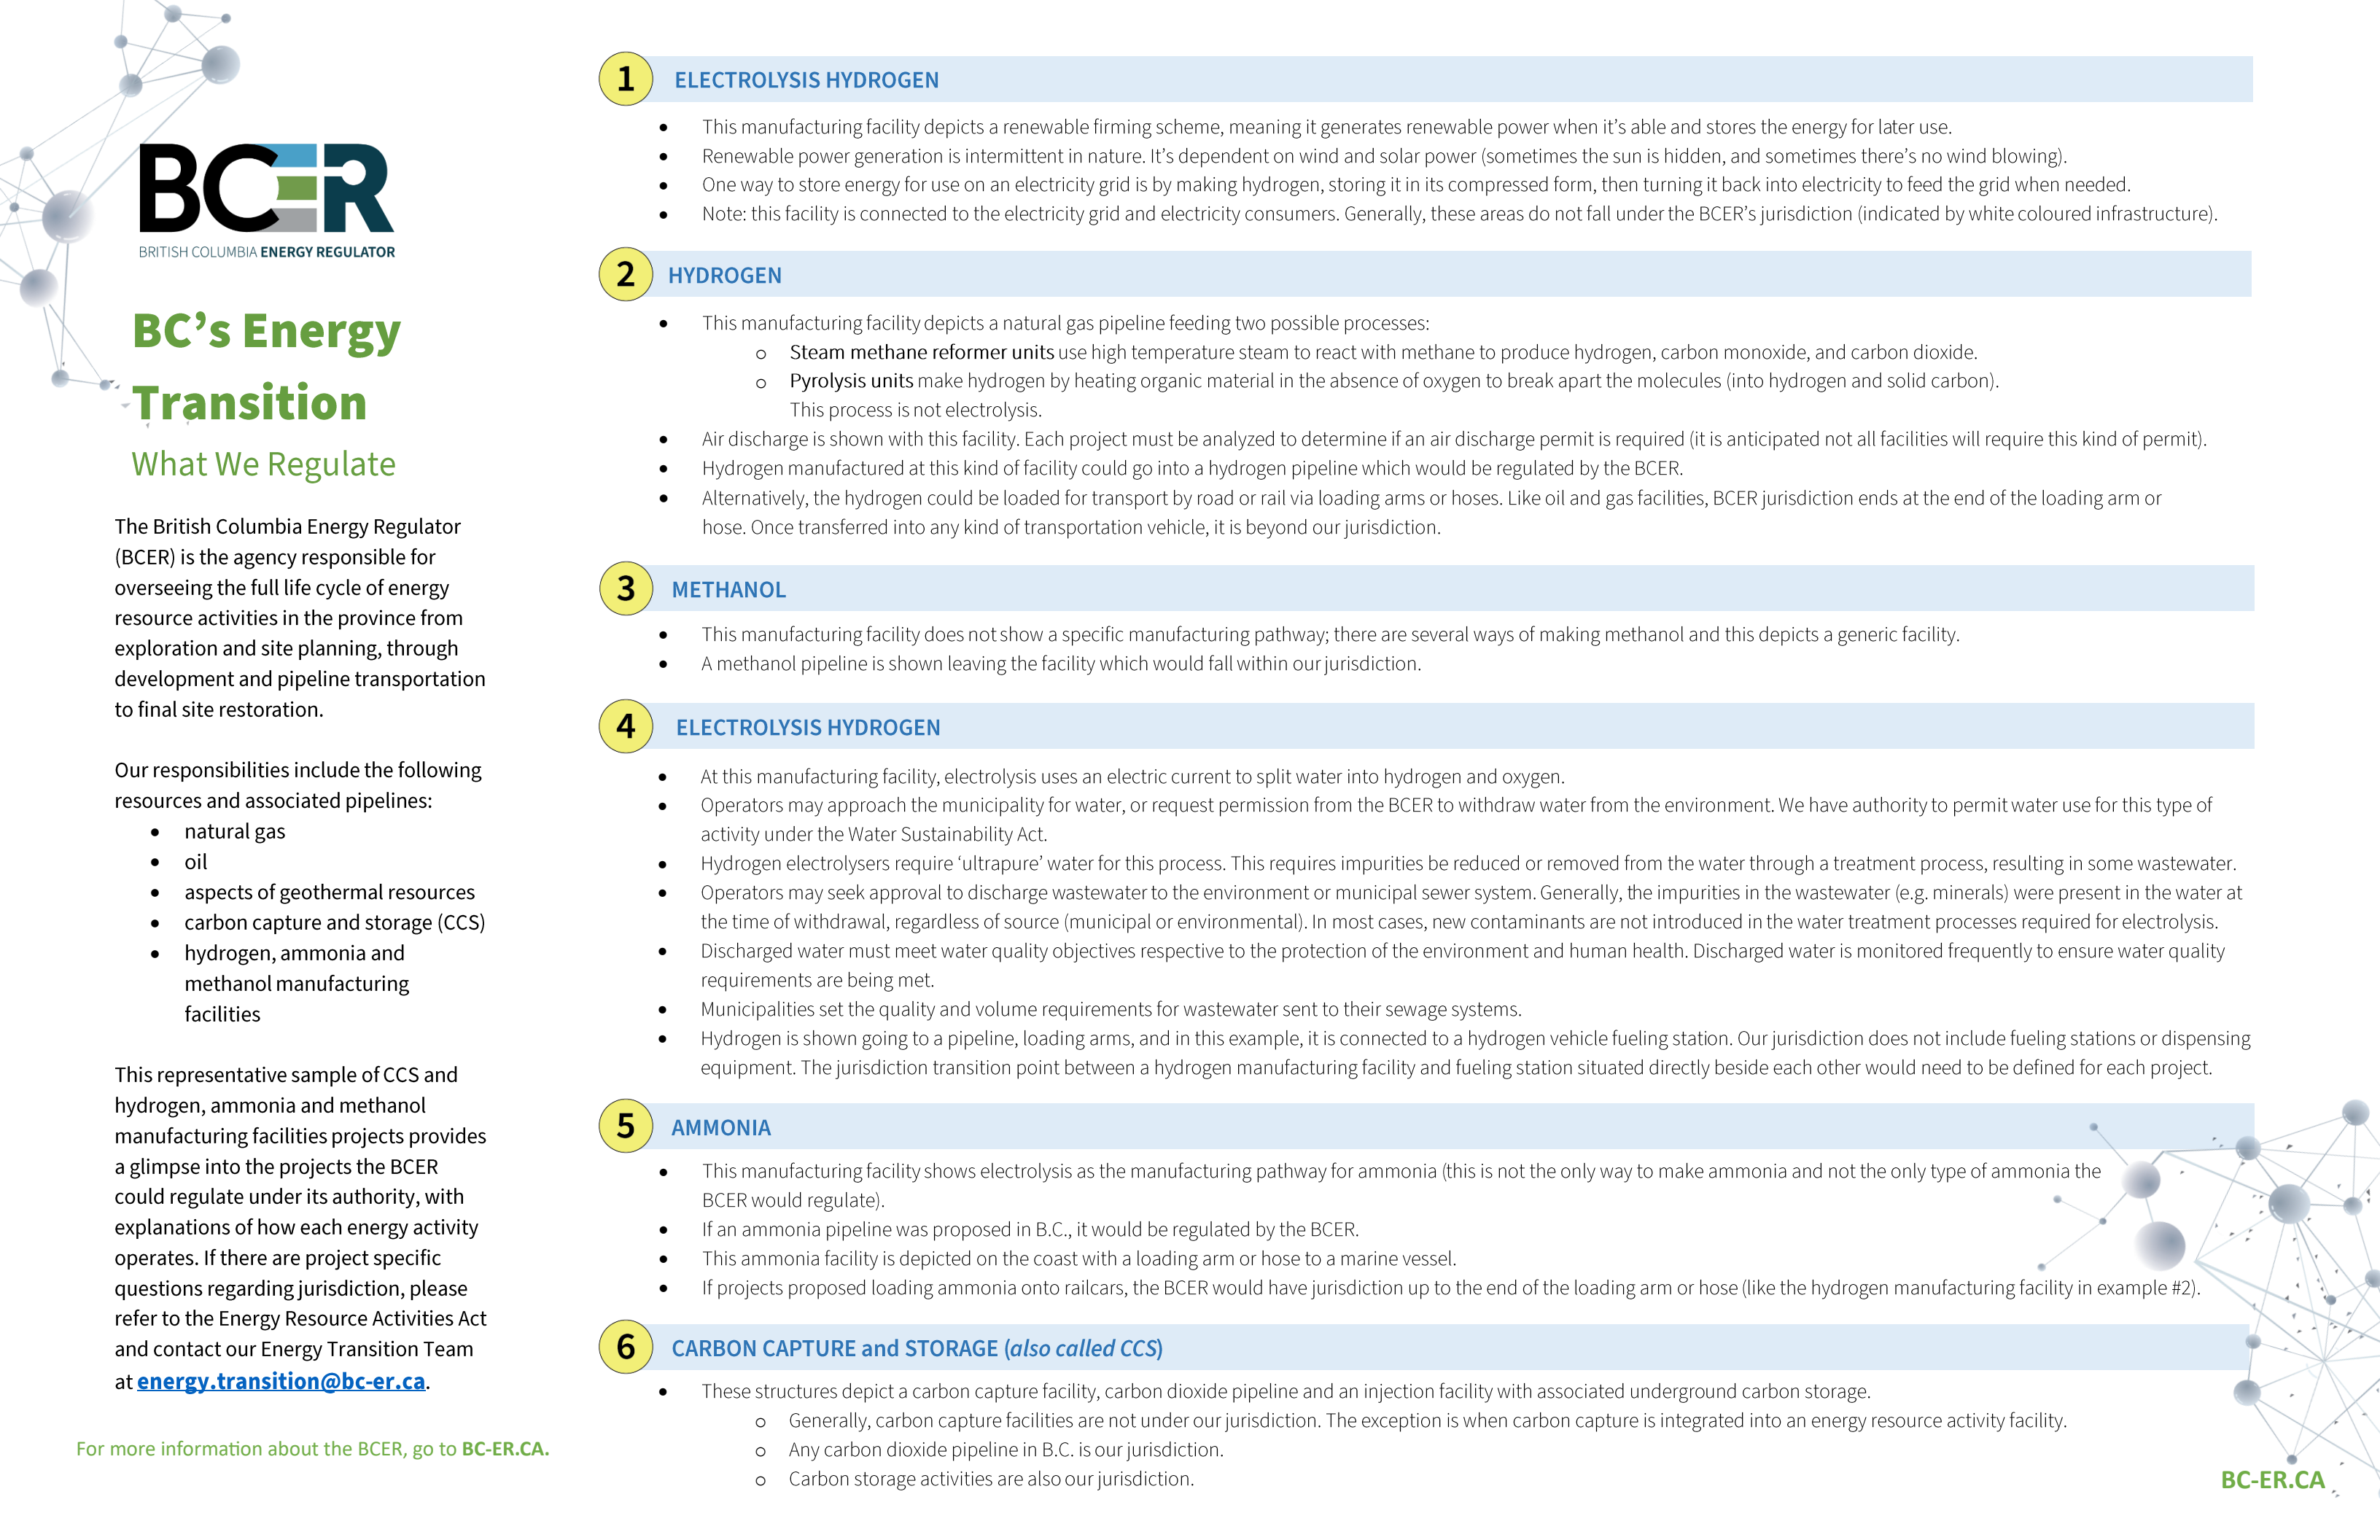 BCER
BRITISH COLUMBIA ENERGY REGULATOR
BC's Energy
Transition
What We Regulate
The British Columbia Energy Regulator
(BCER) is the agency responsible for
overseeing the full life cycle of energy
resource activities in the province from
exploration and site planning, through
development and pipeline transportation
to final site restoration.
Our responsibilities include the following
resources and associated pipelines:
• natural gas
• oil
• aspects of geothermal resources
• carbon capture and storage (CCS)
• hydrogen, ammonia and
methanol manufacturing
facilities
This representative sample of CCS and
hydrogen, ammonia and methanol
manufacturing facilities projects provides
a glimpse into the projects the BCER
could regulate under its authority, with
explanations of how each energy activity
operates. If there are project specific
questions regarding jurisdiction, please
refer to the Energy Resource Activities Act
and contact our Energy Transition Team
at energy.transition@bc-er.ca.
For more information about the BCER, go to BC-ER.CA.
1 ELECTROLYSIS HYDROGEN
• This manufacturing facility depicts a renewable firming scheme, meaning it generates renewable power when it's able and stores the energy for later use.
• Renewable power generation is intermittent in nature. It's dependent on wind and solar power (sometimes the sun is hidden, and sometimes there's no wind blowing).
• One way to store energy for use on an electricity grid is by making hydrogen, storing it in its compressed form, then turning it back into electricity to feed the grid when needed.
• Note: this facility is connected to the electricity grid and electricity consumers. Generally, these areas do not fall under the BCER's jurisdiction (indicated by white coloured infrastructure).
2 HYDROGEN
• This manufacturing facility depicts a natural gas pipeline feeding two possible processes:
o Steam methane reformer units use high temperature steam to react with methane to produce hydrogen, carbon monoxide, and carbon dioxide.
o Pyrolysis units make hydrogen by heating organic material in the absence of oxygen to break apart the molecules (into hydrogen and solid carbon).
This process is not electrolysis.
• Air discharge is shown with this facility. Each project must be analyzed to determine if an air discharge permit is required (it is anticipated not all facilities will require this kind of permit).
• Hydrogen manufactured at this kind of facility could go into a hydrogen pipeline which would be regulated by the BCER.
• Alternatively, the hydrogen could be loaded for transport by road or rail via loading arms or hoses. Like oil and gas facilities, BCER jurisdiction ends at the end of the loading arm or
hose. Once transferred into any kind of transportation vehicle, it is beyond our jurisdiction.
3 METHANOL
• This manufacturing facility does not show a specific manufacturing pathway; there are several ways of making methanol and this depicts a generic facility.
• A methanol pipeline is shown leaving the facility which would fall within our jurisdiction.
4 ELECTROLYSIS HYDROGEN
• At this manufacturing facility, electrolysis uses an electric current to split water into hydrogen and oxygen.
• Operators may approach the municipality for water, or request permission from the BCER to withdraw water from the environment. We have authority to permit water use for this type of
activity under the Water Sustainability Act.
• Hydrogen electrolysers require 'ultrapure' water for this process. This requires impurities be reduced or removed from the water through a treatment process, resulting in some wastewater.
• Operators may seek approval to discharge wastewater to the environment or municipal sewer system. Generally, the impurities in the wastewater (e.g. minerals) were present in the water at
the time of withdrawal, regardless of source (municipal or environmental). In most cases, new contaminants are not introduced in the water treatment processes required for electrolysis.
• Discharged water must meet water quality objectives respective to the protection of the environment and human health. Discharged water is monitored frequently to ensure water quality
requirements are being met.
• Municipalities set the quality and volume requirements for wastewater sent to their sewage systems.
• Hydrogen is shown going to a pipeline, loading arms, and in this example, it is connected to a hydrogen vehicle fueling station. Our jurisdiction does not include fueling stations or dispensing
equipment. The jurisdiction transition point between a hydrogen manufacturing facility and fueling station situated directly beside each other would need to be defined for each project.
5 AMMONIA
• This manufacturing facility shows electrolysis as the manufacturing pathway for ammonia (this is not the only way to make ammonia and not the only type of ammonia the
BCER would regulate).
• If an ammonia pipeline was proposed in B.C., it would be regulated by the BCER.
• This ammonia facility is depicted on the coast with a loading arm or hose to a marine vessel.
• If projects proposed loading ammonia onto railcars, the BCER would have jurisdiction up to the end of the loading arm or hose (like the hydrogen manufacturing facility in example #2).
6 CARBON CAPTURE and STORAGE (also called CCS)
• These structures depict a carbon capture facility, carbon dioxide pipeline and an injection facility with associated underground carbon storage.
o Generally, carbon capture facilities are not under our jurisdiction. The exception is when carbon capture is integrated into an energy resource activity facility.
o Any carbon dioxide pipeline in B.C. is our jurisdiction.
o Carbon storage activities are also our jurisdiction.
BC-ER.CA